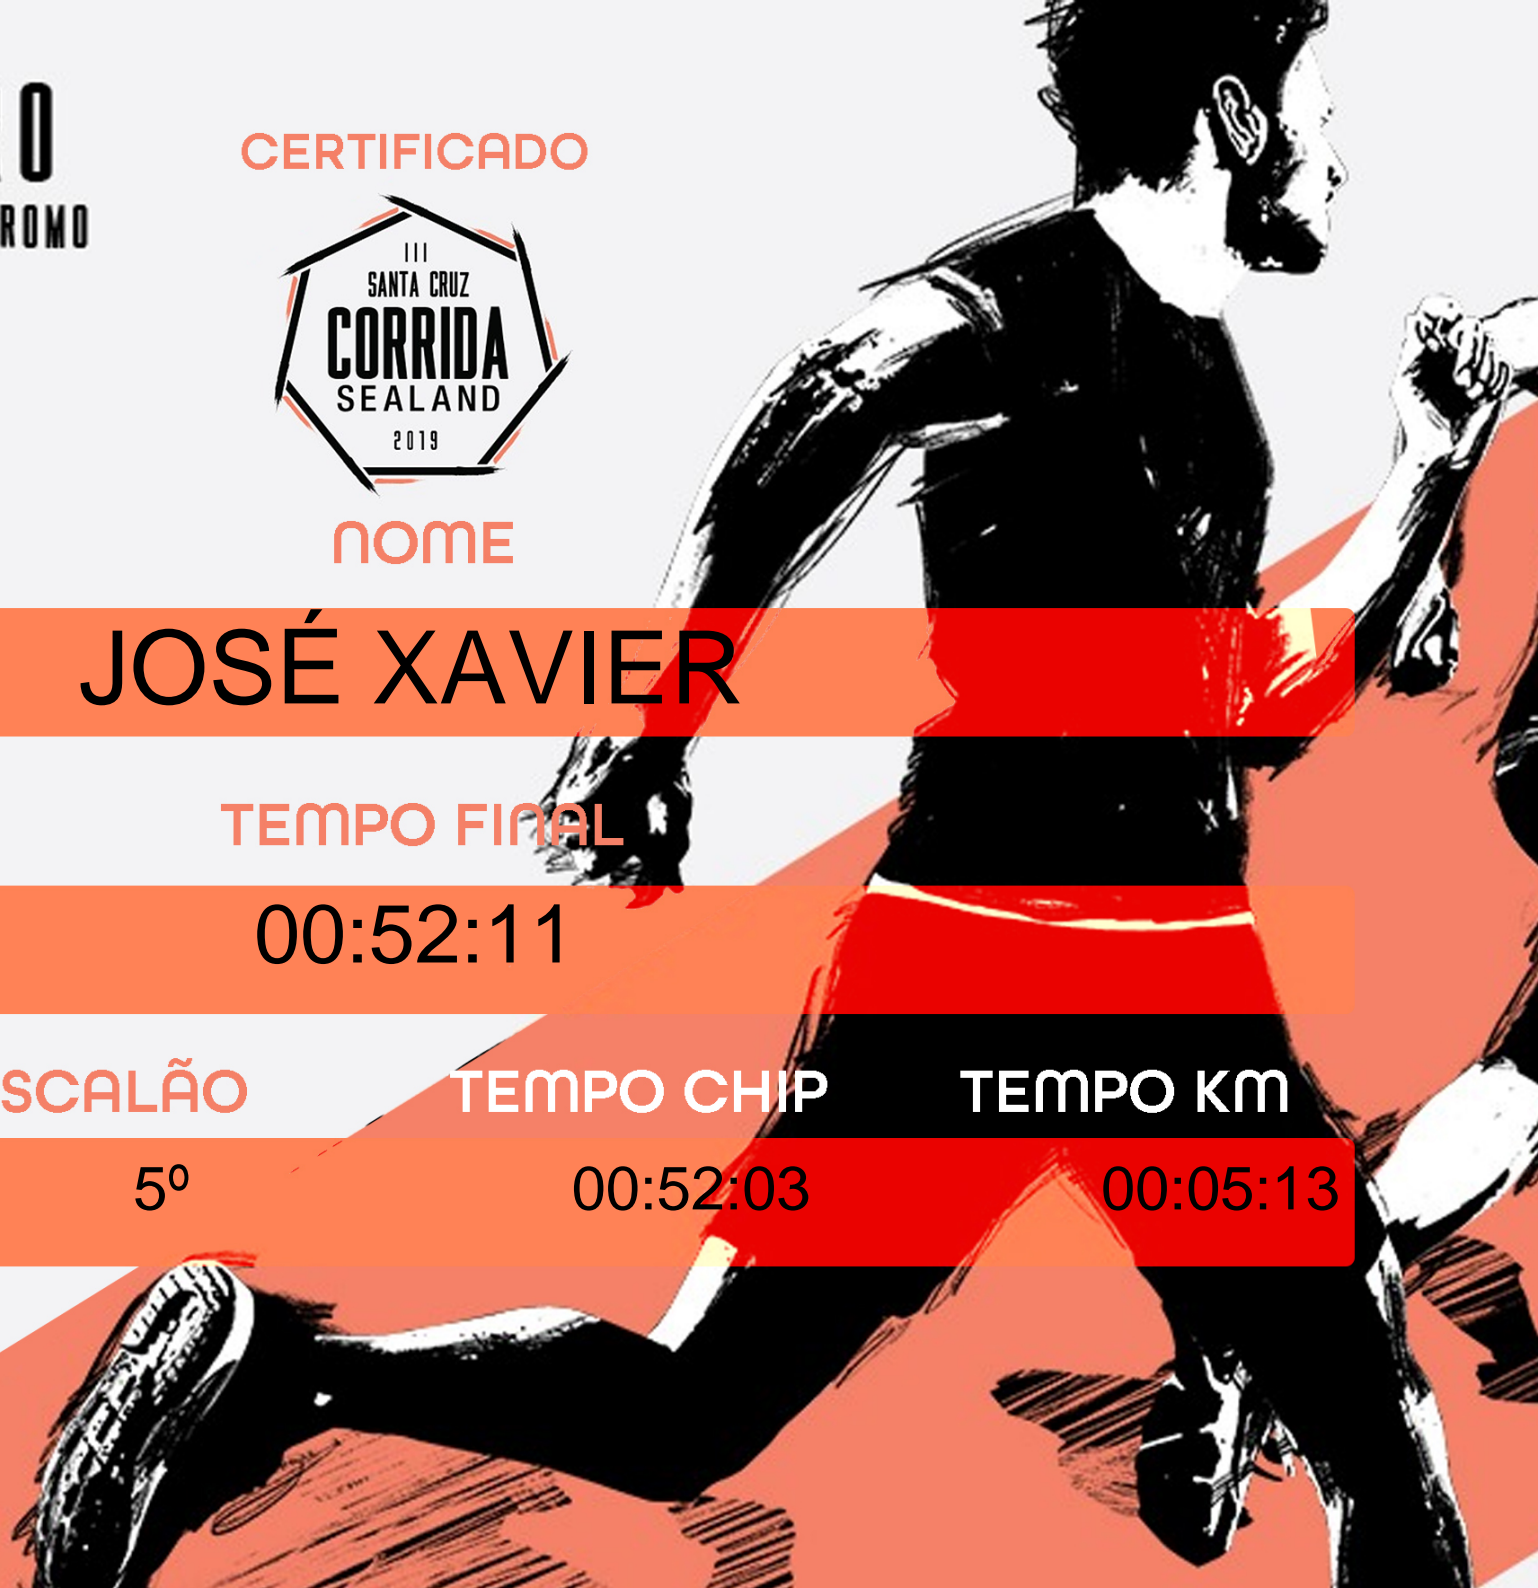 O
ROMO
CERTIFICADO
III
SANTA CRUZ
CORRIDA
SEALAND
2019
NOME
JOSÉ XAVIER
TEMPO FINAL
00:52:11
SCALÃO TEMPO CHIP TEMPO KM
5º 00:52:03 00:05:13